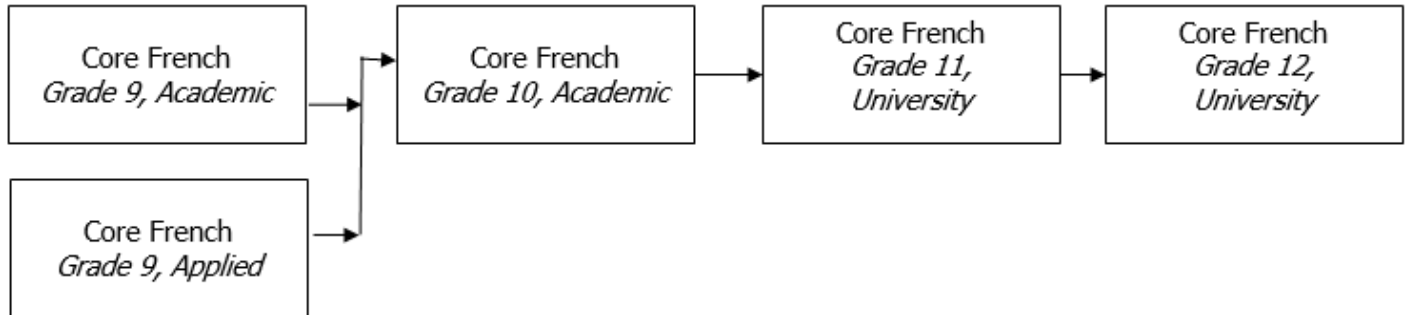 Core French
Grade 9, Academic
Core French
Grade 10, Academic
Core French
Grade 11,
University
Core French
Grade 12,
University
Core French
Grade 9, Applied